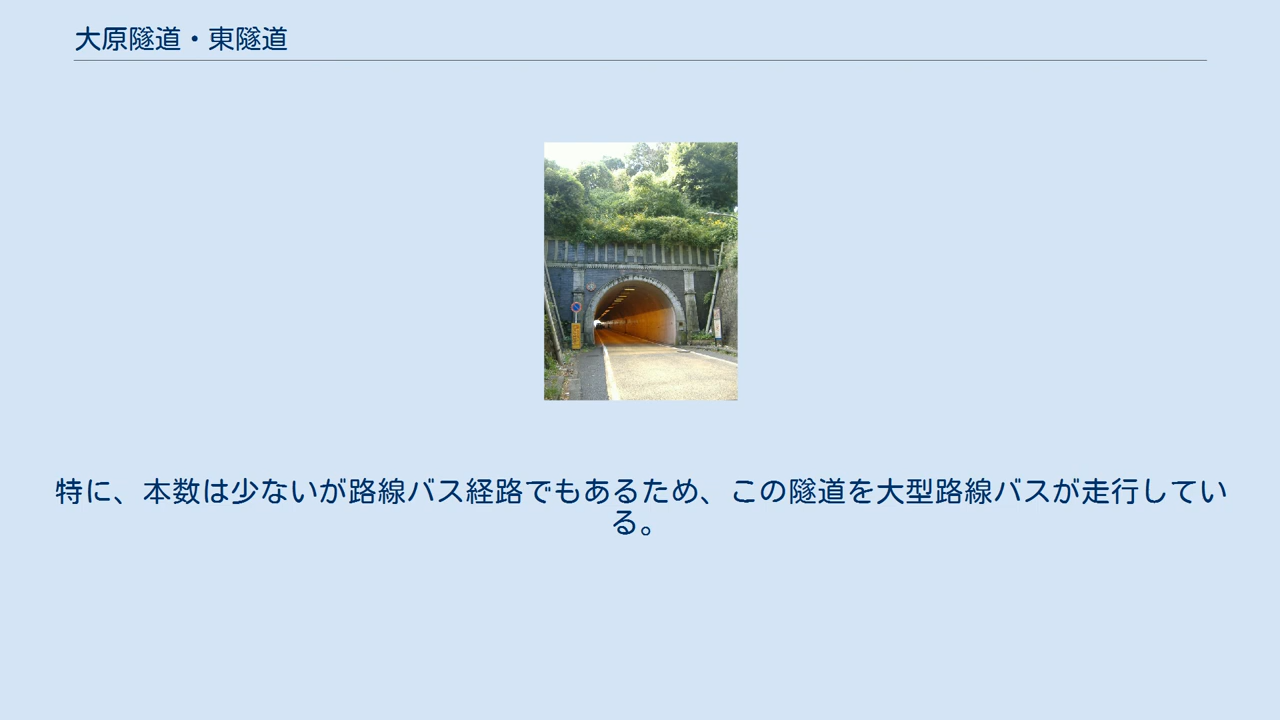 大原隧道・東隧道
特に、本数は少ないが路線バス経路でもあるため、この隧道を大型路線バスが走行してい
る。